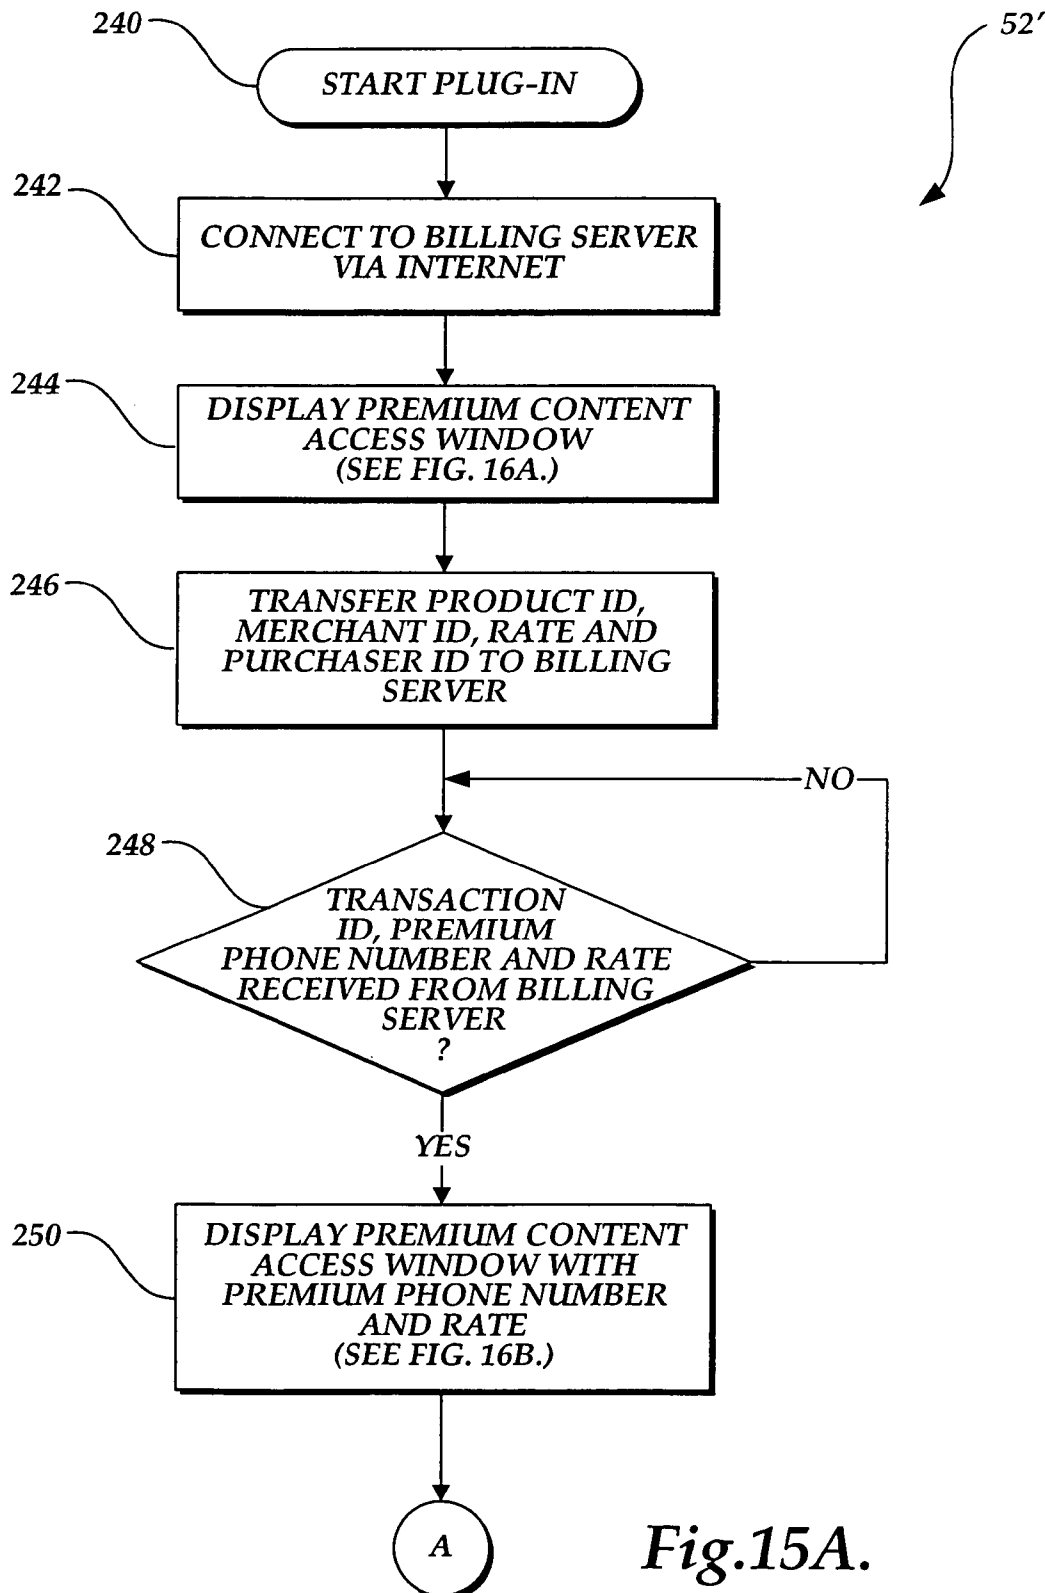 240
52'
START PLUG-IN
242
CONNECT TO BILLING SERVER
VIA INTERNET
244
DISPLAY PREMIUM CONTENT
ACCESS WINDOW
(SEE FIG. 16A.)
246
TRANSFER PRODUCT ID,
MERCHANT ID, RATE AND
PURCHASER ID TO BILLING
SERVER
NO
248
TRANSACTION
ID, PREMIUM
PHONE NUMBER AND RATE
RECEIVED FROM BILLING
SERVER
?
YES
250
DISPLAY PREMIUM CONTENT
ACCESS WINDOW WITH
PREMIUM PHONE NUMBER
AND RATE
(SEE FIG. 16B.)
A
Fig.15A.